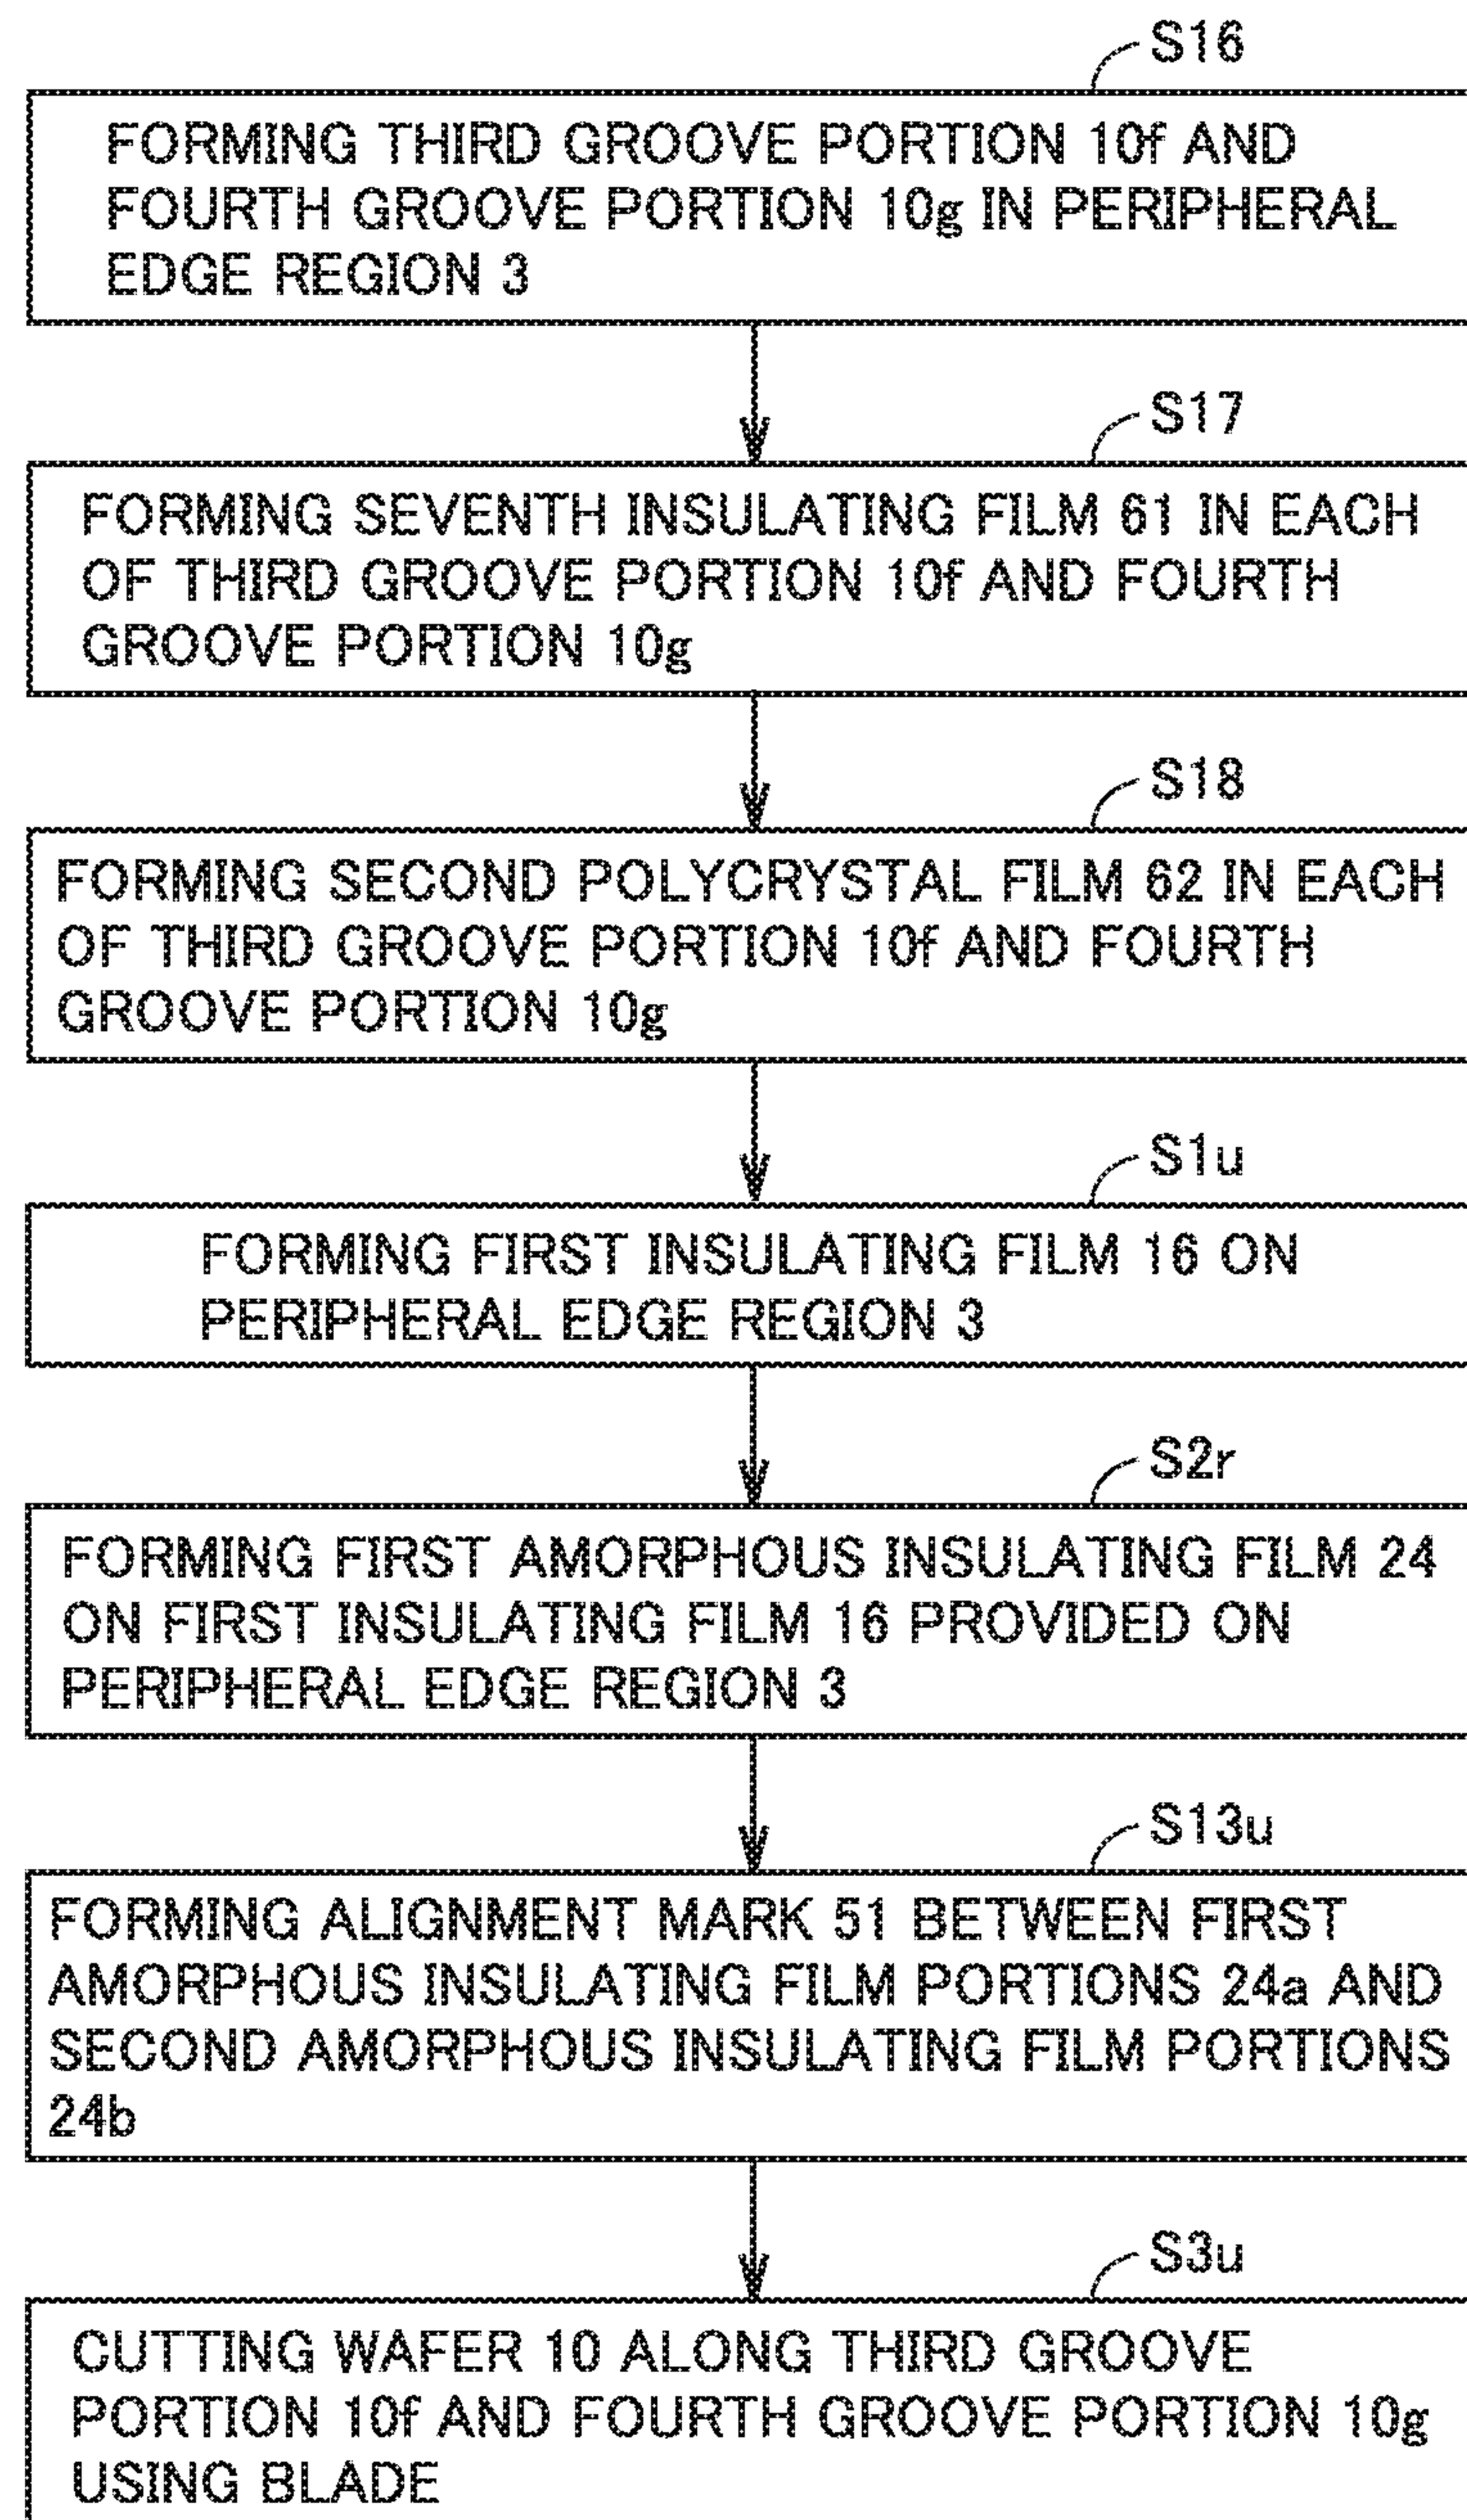 S16
FORMING THIRD GROOVE PORTION 10f AND
FOURTH GROOVE PORTION 10g IN PERIPHERAL
EDGE REGION 3
S17
FORMING SEVENTH INSULATING FILM 61 IN EACH
OF THIRD GROOVE PORTION 10f AND FOURTH
GROOVE PORTION 10g
S18
FORMING SECOND POLYCRYSTAL FILM 62 IN EACH
OF THIRD GROOVE PORTION 10f AND FOURTH
GROOVE PORTION 10g
S1u
FORMING FIRST INSULATING FILM 16 ON
PERIPHERAL EDGE REGION 3
S2r
FORMING FIRST AMORPHOUS INSULATING FILM 24
ON FIRST INSULATING FILM 16 PROVIDED ON
PERIPHERAL EDGE REGION 3
S13u
FORMING ALIGNMENT MARK 51 BETWEEN FIRST
AMORPHOUS INSULATING FILM PORTIONS 24a AND
SECOND AMORPHOUS INSULATING FILM PORTIONS
24b
S3u
CUTTING WAFER 10 ALONG THIRD GROOVE
PORTION 10f AND FOURTH GROOVE PORTION 10g
USING BLADE